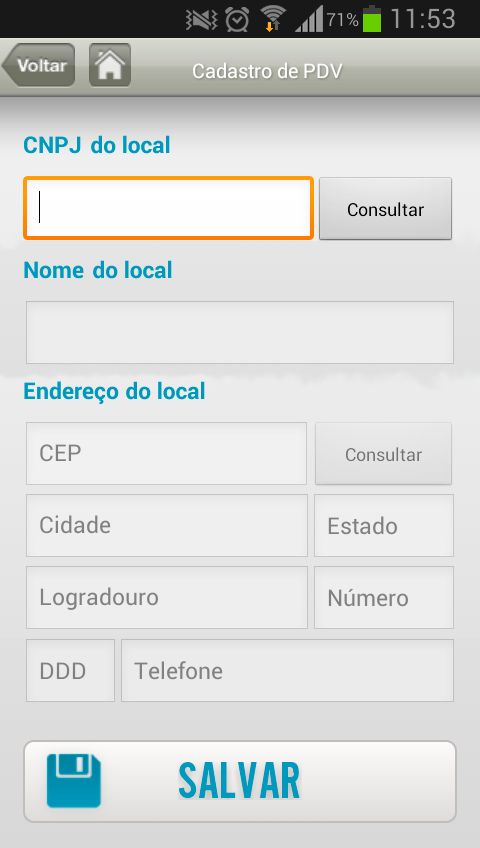 71% 11:53
Voltar Cadastro de PDV
CNPJ do local
Consultar
Nome do local
Endereço do local
CEP Consultar
Cidade Estado
Logradouro Número
DDD Telefone
SALVAR